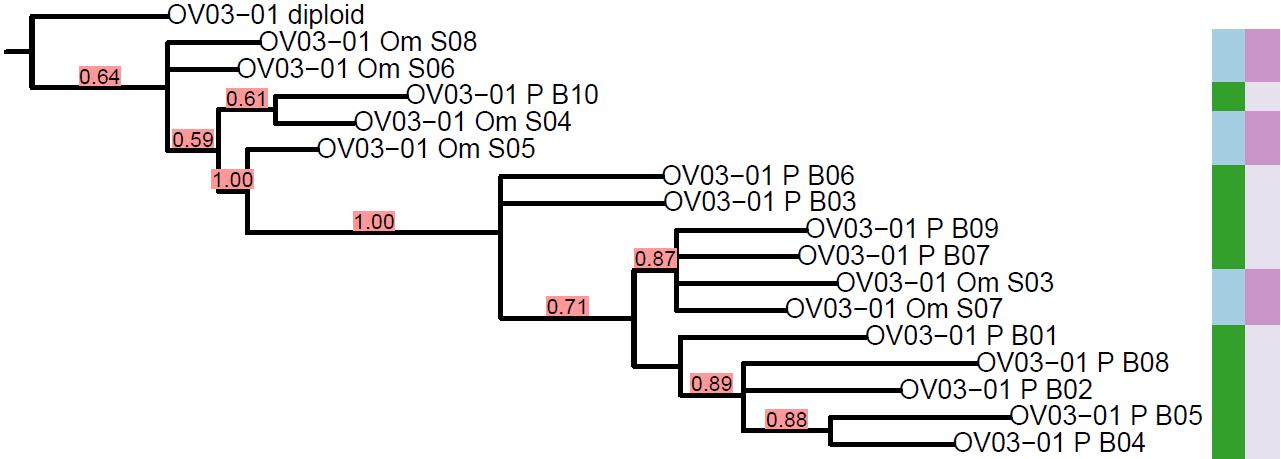 OV03−01 diploid
OV03−01 Om S08
0.64
OV03−01 Om S06
0.61
OV03−01 P B10
OV03−01 Om S04
0.59
OV03−01 Om S05
1.00
OV03−01 P B06
OV03−01 P B03
1.00
OV03−01 P B09
0.87
OV03−01 P B07
OV03−01 Om S03
0.71
OV03−01 Om S07
OV03−01 P B01
OV03−01 P B08
0.89
OV03−01 P B02
0.88
OV03−01 P B05
OV03−01 P B04